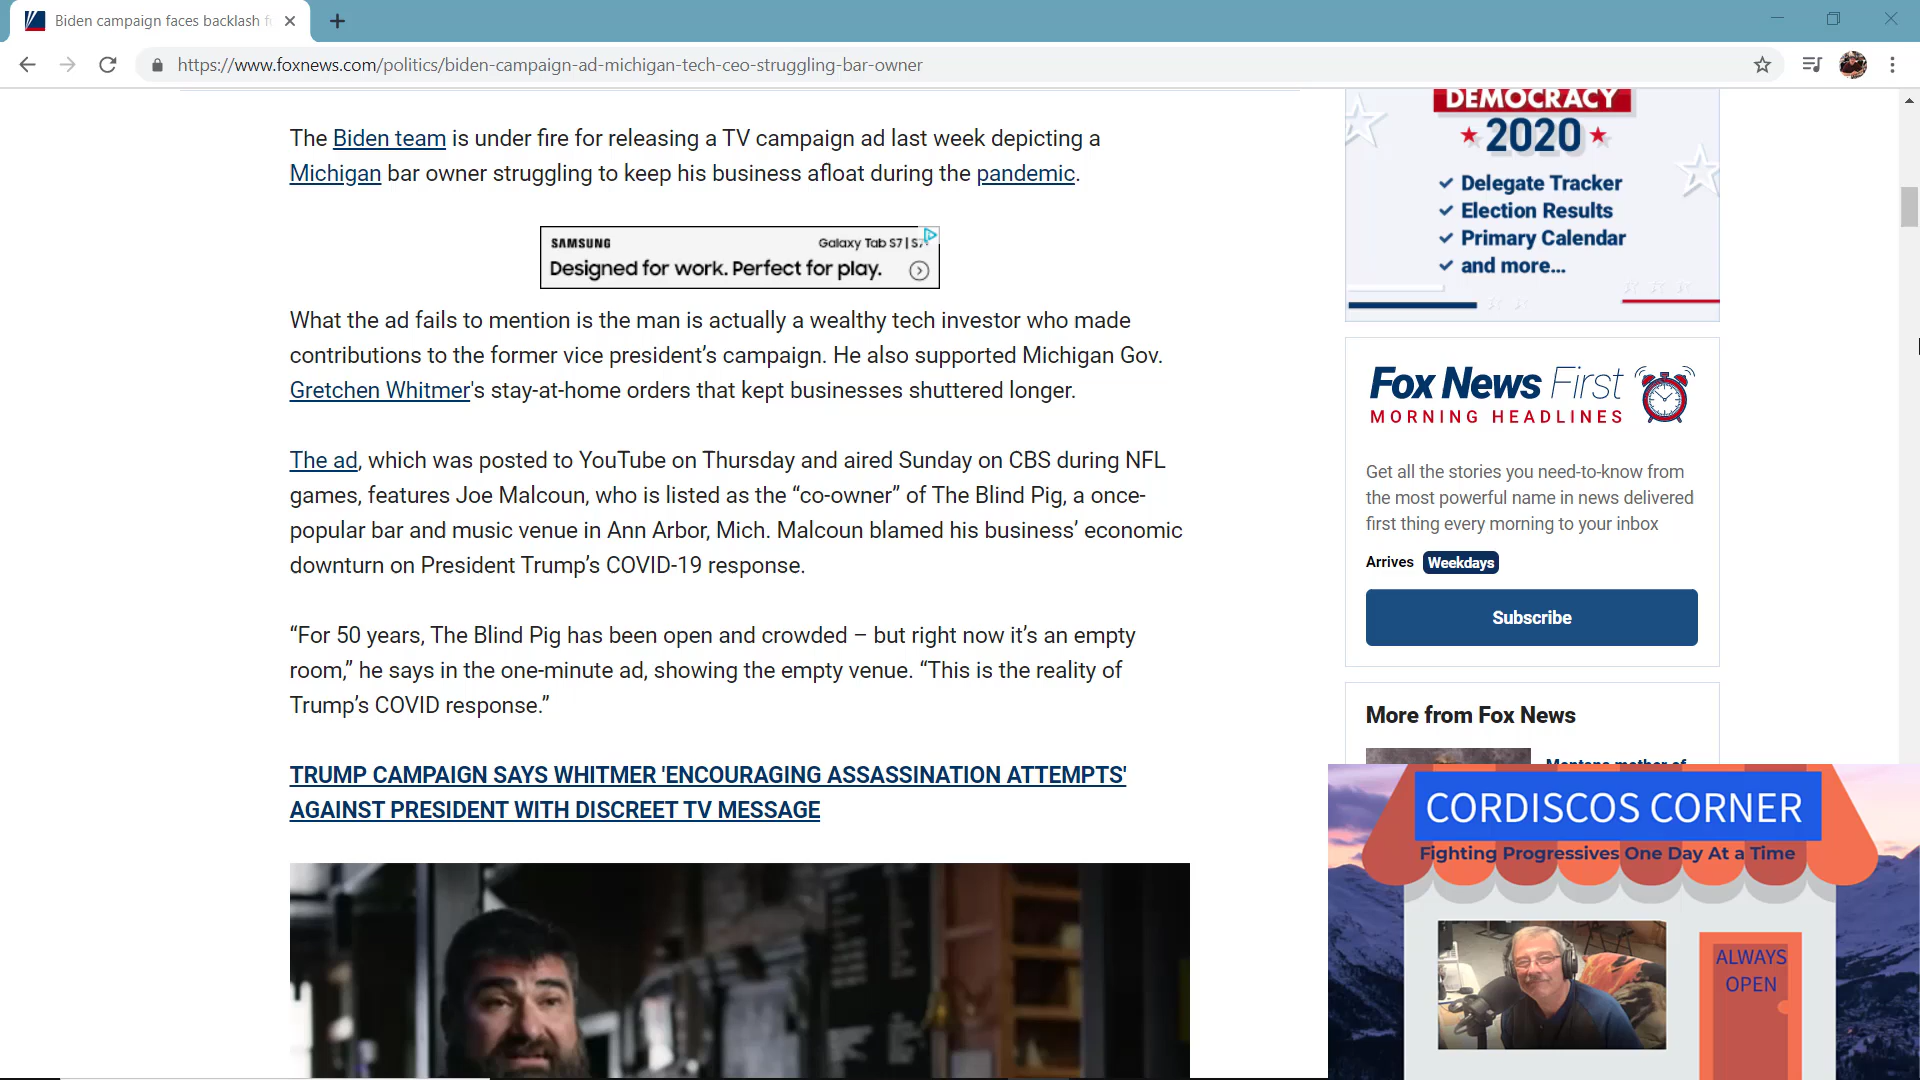 Biden campaign faces backlash f
https://www.foxnews.com/politics/biden-campaign-ad-michigan-tech-ceo-struggling-bar-owner
The Biden team is under fire for releasing a TV campaign ad last week depicting a
Michigan bar owner struggling to keep his business afloat during the pandemic.
SAMSUNG
Galaxy Tab S7 | S7
Designed for work. Perfect for play.
What the ad fails to mention is the man is actually a wealthy tech investor who made
contributions to the former vice president’s campaign. He also supported Michigan Gov.
Gretchen Whitmer's stay-at-home orders that kept businesses shuttered longer.
The ad, which was posted to YouTube on Thursday and aired Sunday on CBS during NFL
games, features Joe Malcoun, who is listed as the “co-owner” of The Blind Pig, a once-
popular bar and music venue in Ann Arbor, Mich. Malcoun blamed his business’ economic
downturn on President Trump’s COVID-19 response.
“For 50 years, The Blind Pig has been open and crowded – but right now it’s an empty
room,” he says in the one-minute ad, showing the empty venue. “This is the reality of
Trump’s COVID response.”
TRUMP CAMPAIGN SAYS WHITMER 'ENCOURAGING ASSASSINATION ATTEMPTS'
AGAINST PRESIDENT WITH DISCREET TV MESSAGE
DEMOCRACY
2020
Delegate Tracker
Election Results
Primary Calendar
and more...
Fox News First
MORNING HEADLINES
Get all the stories you need-to-know from
the most powerful name in news delivered
first thing every morning to your inbox
Arrives Weekdays
Subscribe
More from Fox News
Montana mother of
CORDISCOS CORNER
Fighting Progressives One Day At a Time
ALWAYS
OPEN